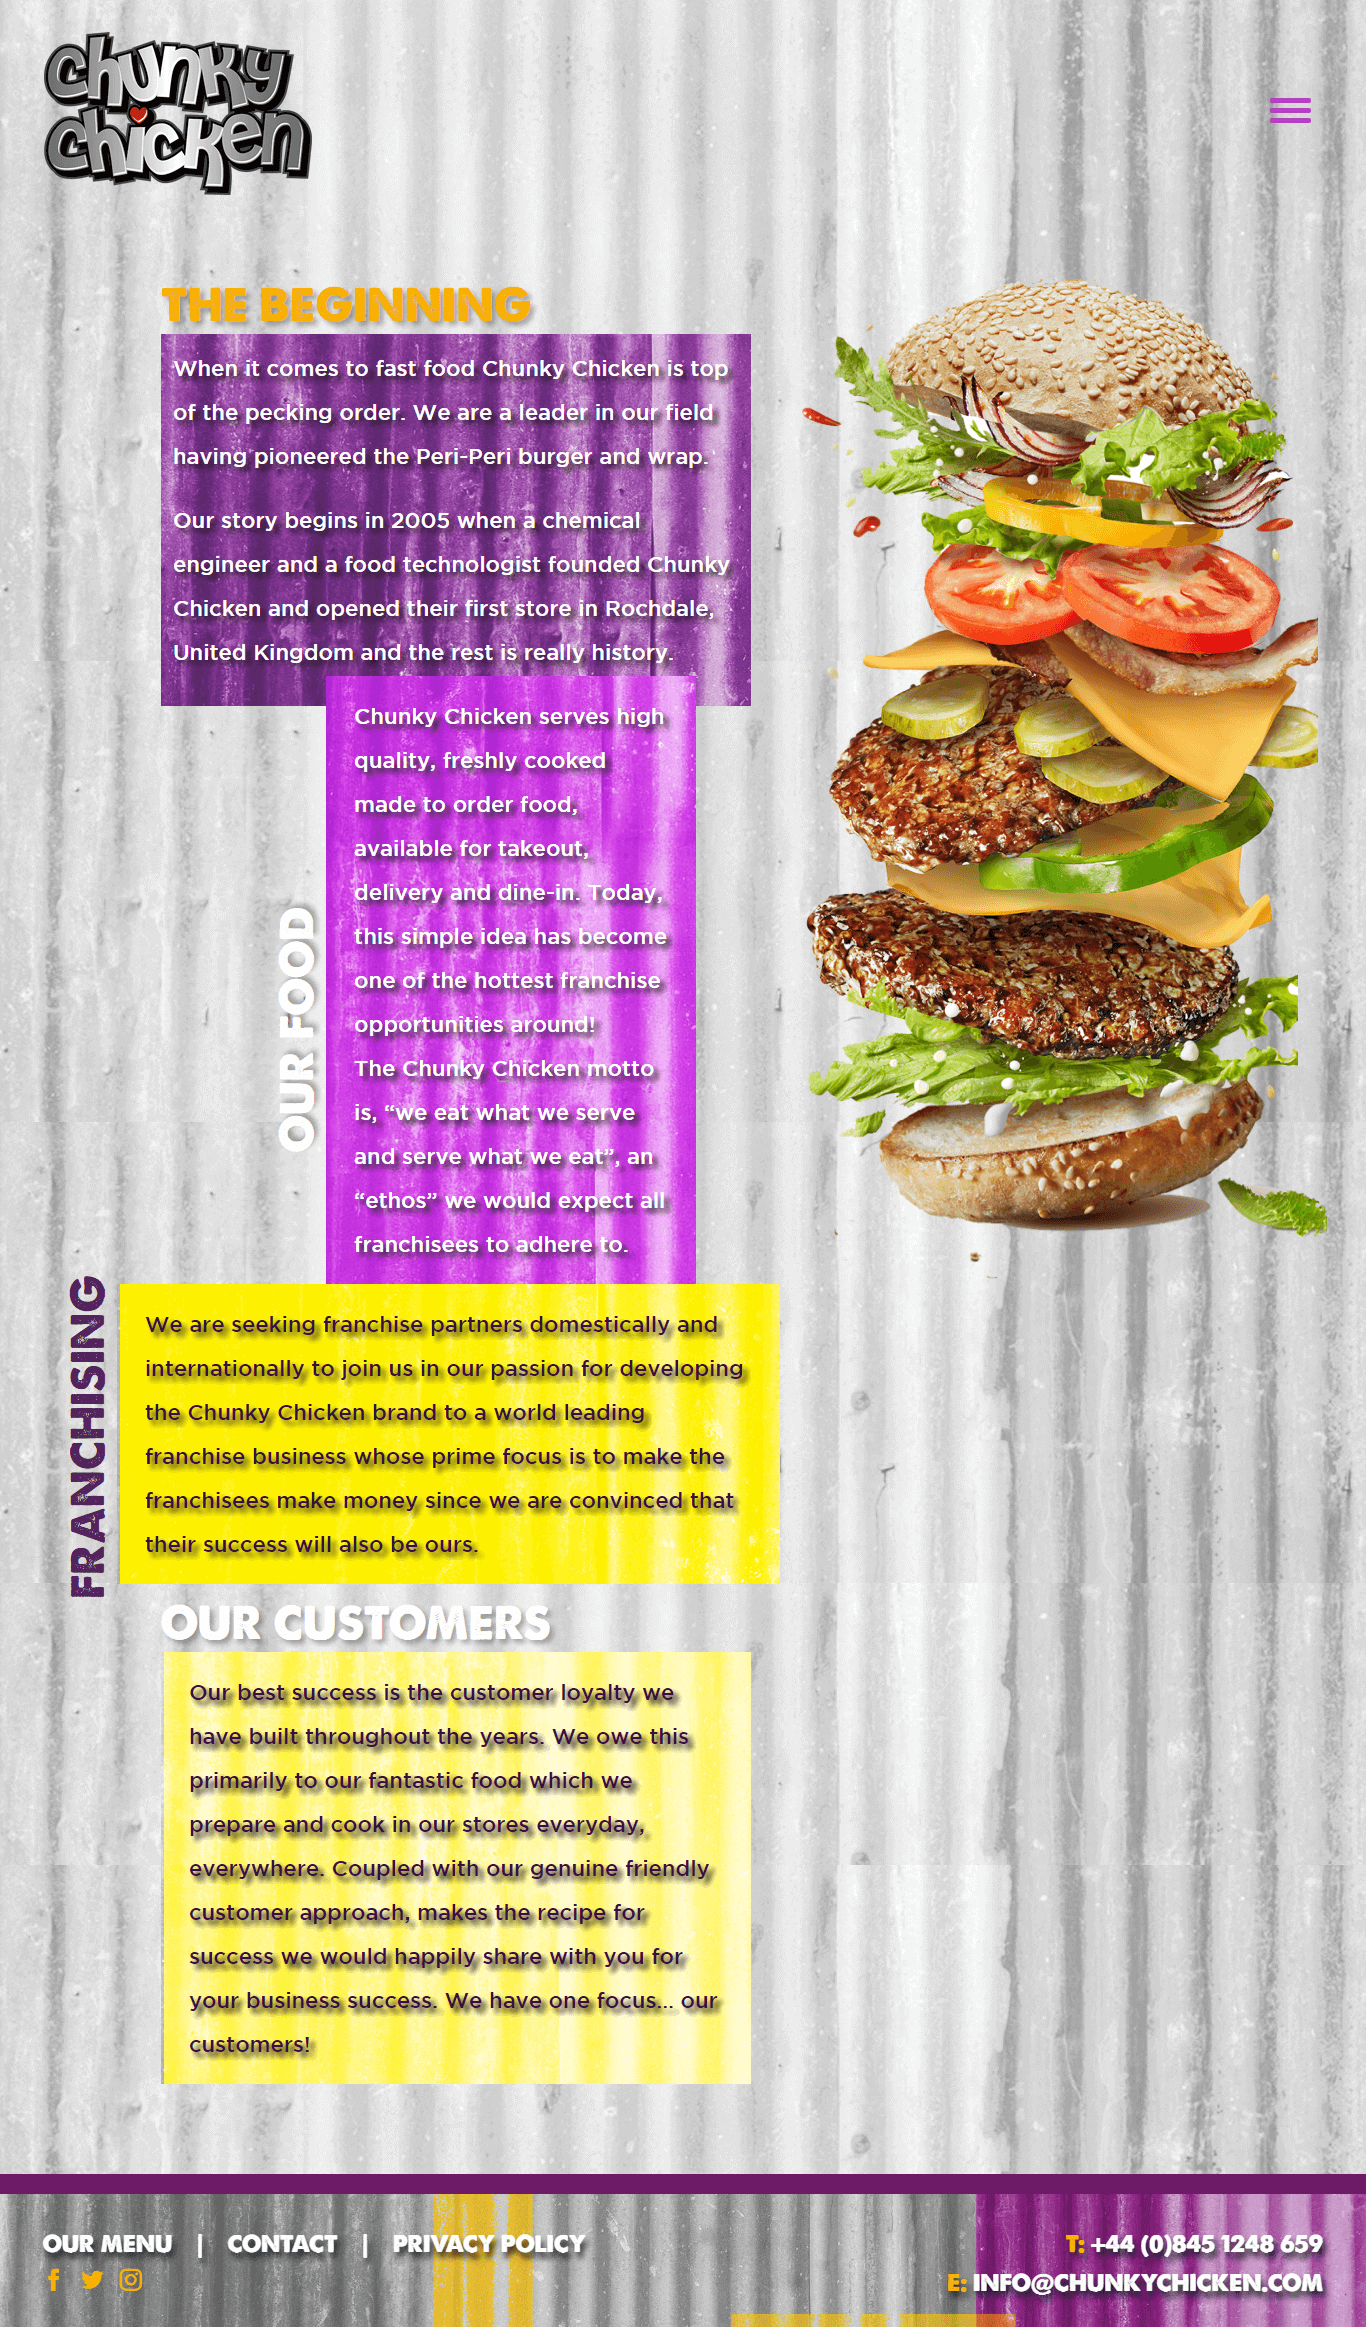 chunky
chicken
THE BEGINNING
When it comes to fast food Chunky Chicken is top
of the pecking order. We are a leader in our field
having pioneered the Peri-Peri burger and wrap.
Our story begins in 2005 when a chemical
engineer and a food technologist founded Chunky
Chicken and opened their first store in Rochdale,
United Kingdom and the rest is really history.
OUR FOOD
Chunky Chicken serves high
quality, freshly cooked
made to order food,
available for takeout,
delivery and dine-in. Today,
this simple idea has become
one of the hottest franchise
opportunities around!
The Chunky Chicken motto
is, “we eat what we serve
and serve what we eat”, an
“ethos” we would expect all
franchisees to adhere to.
FRANCHISING
We are seeking franchise partners domestically and
internationally to join us in our passion for developing
the Chunky Chicken brand to a world leading
franchise business whose prime focus is to make the
franchisees make money since we are convinced that
their success will also be ours.
OUR CUSTOMERS
Our best success is the customer loyalty we
have built throughout the years. We owe this
primarily to our fantastic food which we
prepare and cook in our stores everyday,
everywhere. Coupled with our genuine friendly
customer approach, makes the recipe for
success we would happily share with you for
your business success. We have one focus... our
customers!
OUR MENU | CONTACT | PRIVACY POLICY
T: +44 (0)845 1248 659
E: INFO@CHUNKYCHICKEN.COM